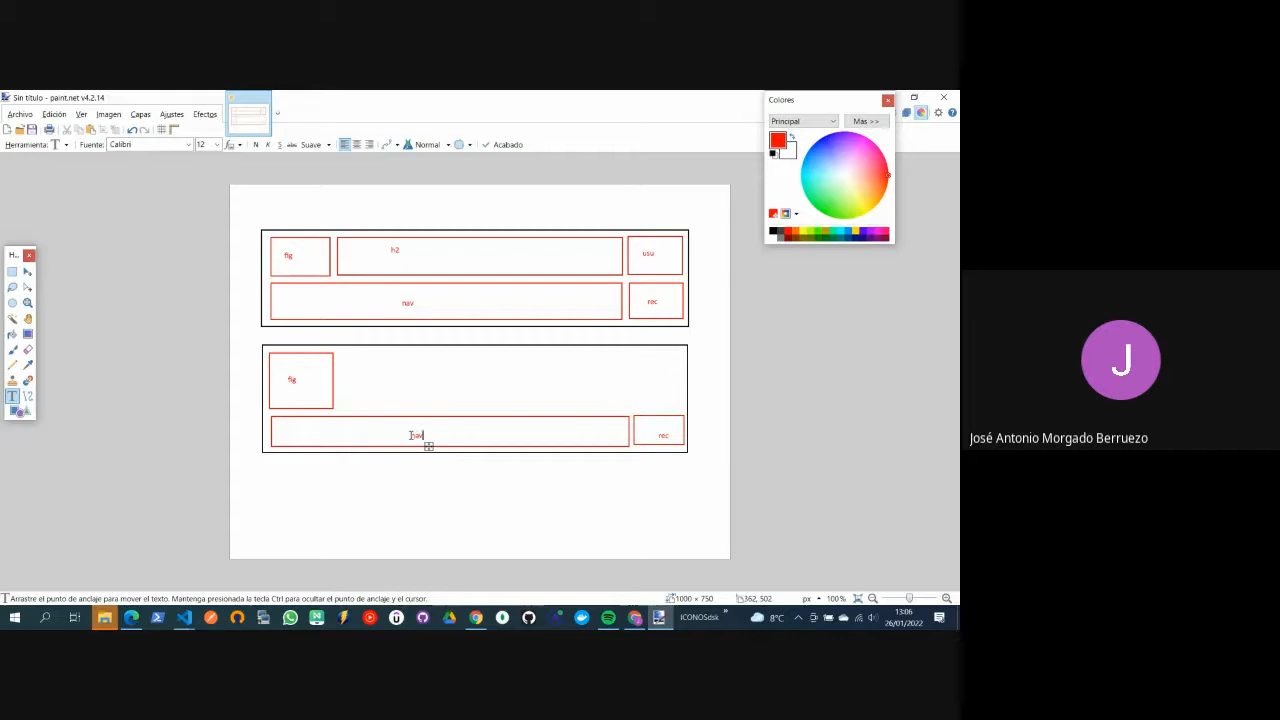 Sin título - paint.net v4.2.14
Archivo Edición Ver Imagen Capas Ajustes Efectos
Herramienta: T Fuente: Calibri 12 N K S abc Suave Normal Acabado
Colores
Principal Más >>
H...
fig h2 usu
nav rec
fig
nav rec
J
José Antonio Morgado Berruezo
Arrastre el punto de anclaje para mover el texto. Mantenga presionada la tecla Ctrl para ocultar el punto de anclaje y el cursor.
1000 × 750 362, 502 px 100%
ICONOSdsk » 8°C 13:06
26/01/2022